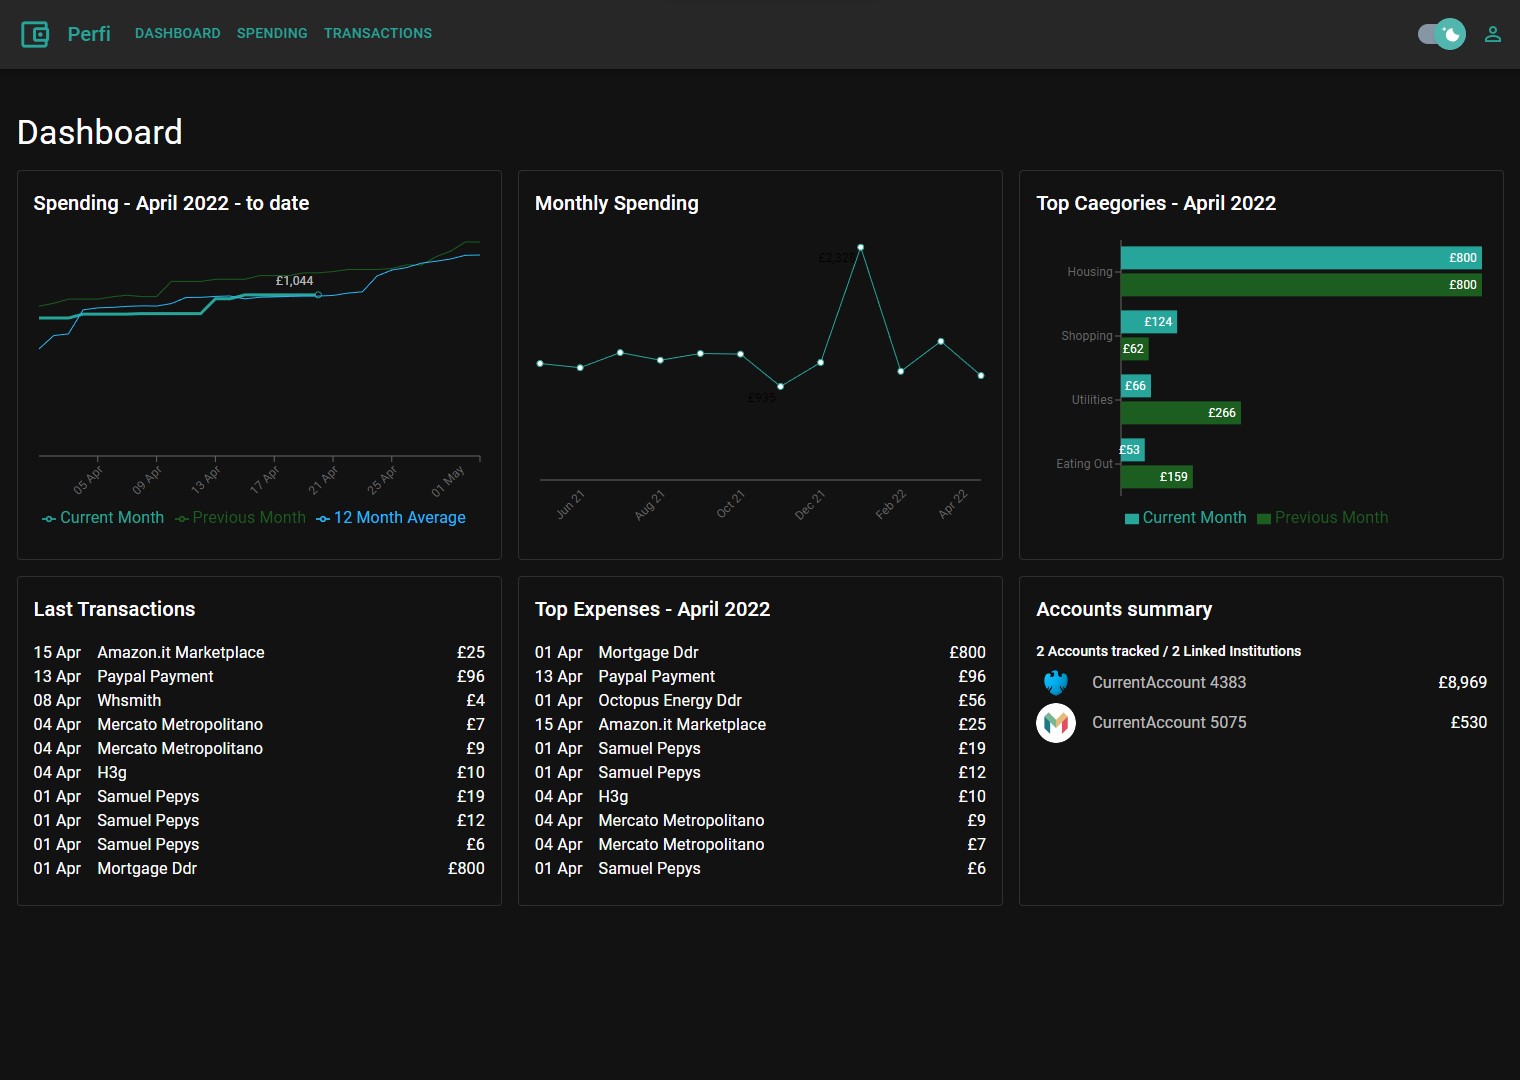 Perfi DASHBOARD SPENDING TRANSACTIONS
Dashboard
Spending - April 2022 - to date
£1,044
05 Apr 09 Apr 13 Apr 17 Apr 21 Apr 25 Apr 01 May
Current Month Previous Month 12 Month Average
Monthly Spending
£2,328
£935
Jun 21 Aug 21 Oct 21 Dec 21 Feb 22 Apr 22
Top Caegories - April 2022
Housing £800 £800
Shopping £124 £62
Utilities £66 £266
Eating Out £53 £159
Current Month Previous Month
Last Transactions
15 Apr Amazon.it Marketplace £25
13 Apr Paypal Payment £96
08 Apr Whsmith £4
04 Apr Mercato Metropolitano £7
04 Apr Mercato Metropolitano £9
04 Apr H3g £10
01 Apr Samuel Pepys £19
01 Apr Samuel Pepys £12
01 Apr Samuel Pepys £6
01 Apr Mortgage Ddr £800
Top Expenses - April 2022
01 Apr Mortgage Ddr £800
13 Apr Paypal Payment £96
01 Apr Octopus Energy Ddr £56
15 Apr Amazon.it Marketplace £25
01 Apr Samuel Pepys £19
01 Apr Samuel Pepys £12
04 Apr H3g £10
04 Apr Mercato Metropolitano £9
04 Apr Mercato Metropolitano £7
01 Apr Samuel Pepys £6
Accounts summary
2 Accounts tracked / 2 Linked Institutions
CurrentAccount 4383 £8,969
CurrentAccount 5075 £530